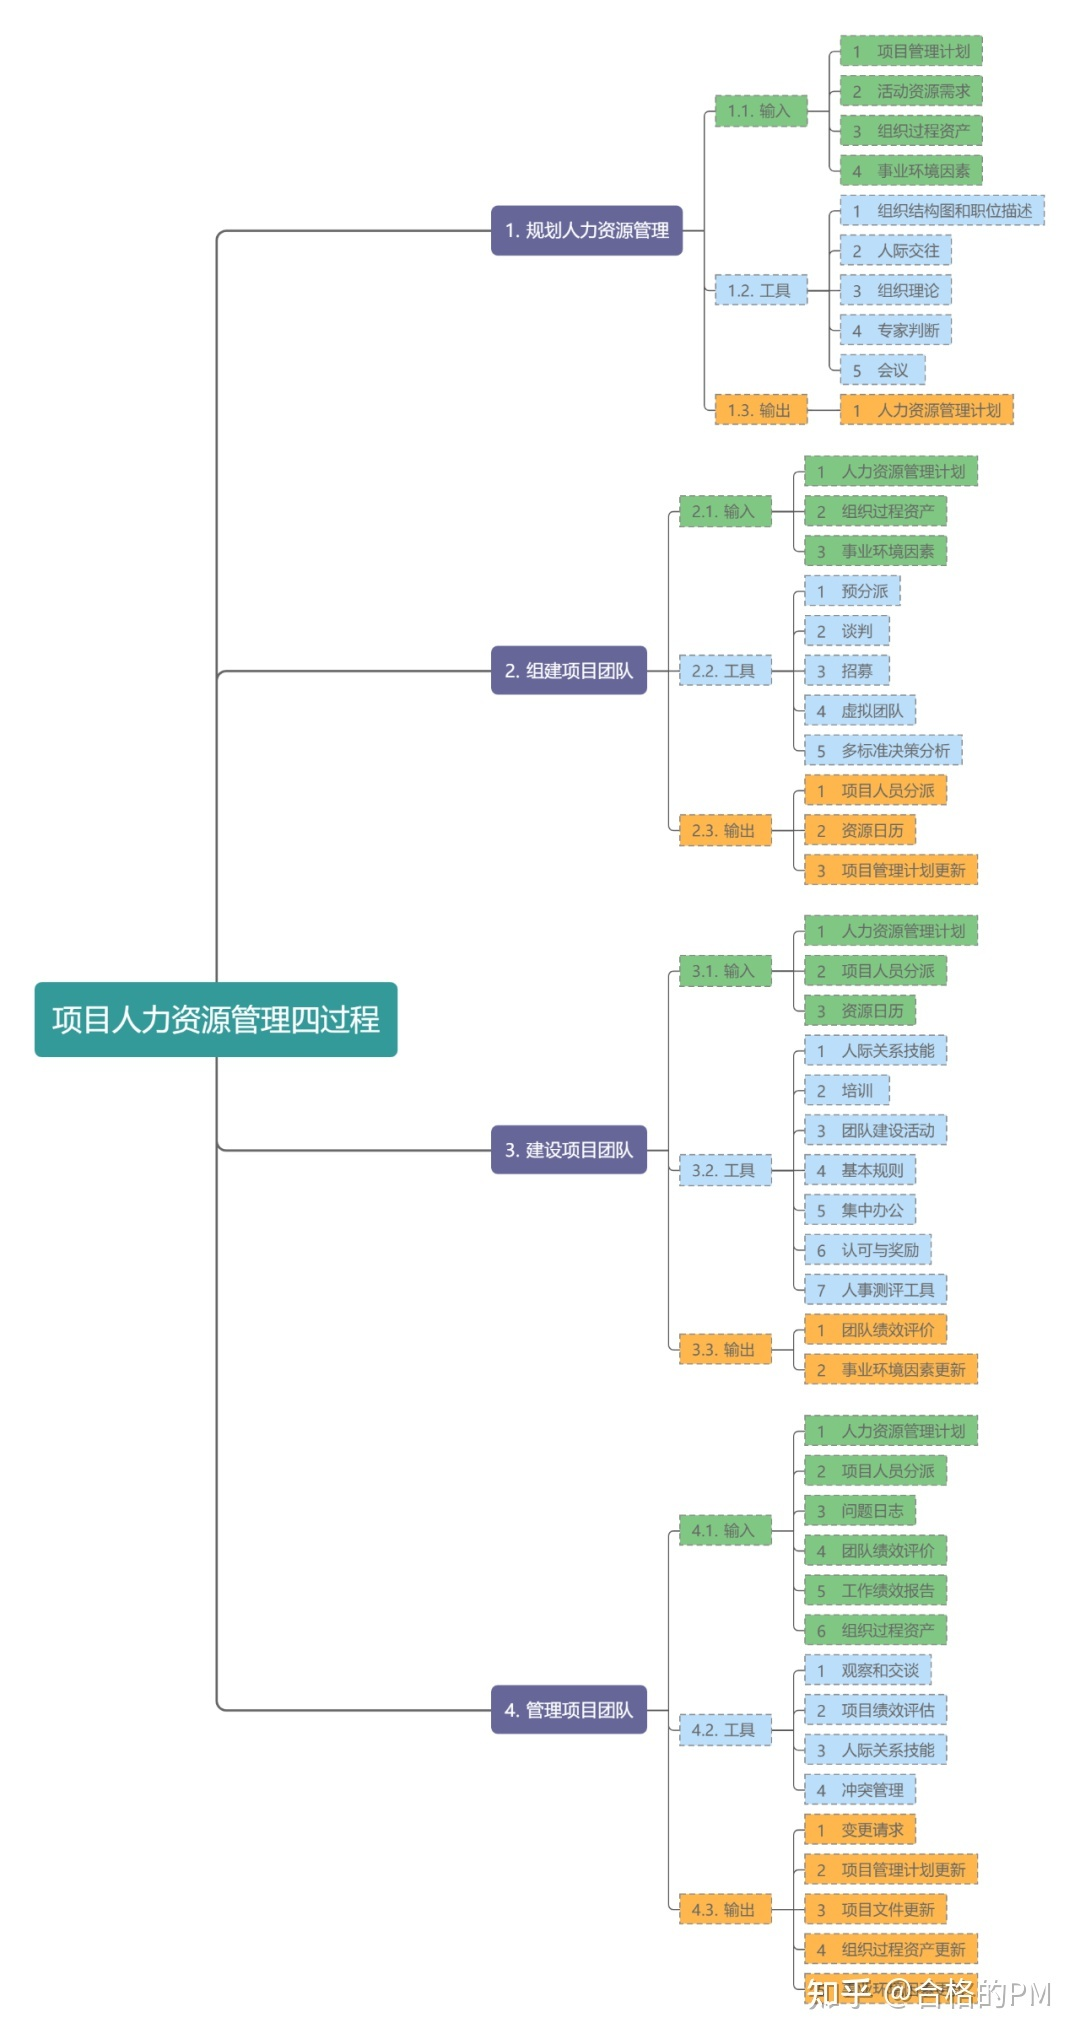 项目人力资源管理四过程
1. 规划人力资源管理
1.1. 输入
1 项目管理计划
2 活动资源需求
3 组织过程资产
4 事业环境因素
1.2. 工具
1 组织结构图和职位描述
2 人际交往
3 组织理论
4 专家判断
5 会议
1.3. 输出
1 人力资源管理计划
2. 组建项目团队
2.1. 输入
1 人力资源管理计划
2 组织过程资产
3 事业环境因素
2.2. 工具
1 预分派
2 谈判
3 招募
4 虚拟团队
5 多标准决策分析
2.3. 输出
1 项目人员分派
2 资源日历
3 项目管理计划更新
3. 建设项目团队
3.1. 输入
1 人力资源管理计划
2 项目人员分派
3 资源日历
3.2. 工具
1 人际关系技能
2 培训
3 团队建设活动
4 基本规则
5 集中办公
6 认可与奖励
7 人事测评工具
3.3. 输出
1 团队绩效评价
2 事业环境因素更新
4. 管理项目团队
4.1. 输入
1 人力资源管理计划
2 项目人员分派
3 问题日志
4 团队绩效评价
5 工作绩效报告
6 组织过程资产
4.2. 工具
1 观察和交谈
2 项目绩效评估
3 人际关系技能
4 冲突管理
4.3. 输出
1 变更请求
2 项目管理计划更新
3 项目文件更新
4 组织过程资产更新
知乎 @合格的PM